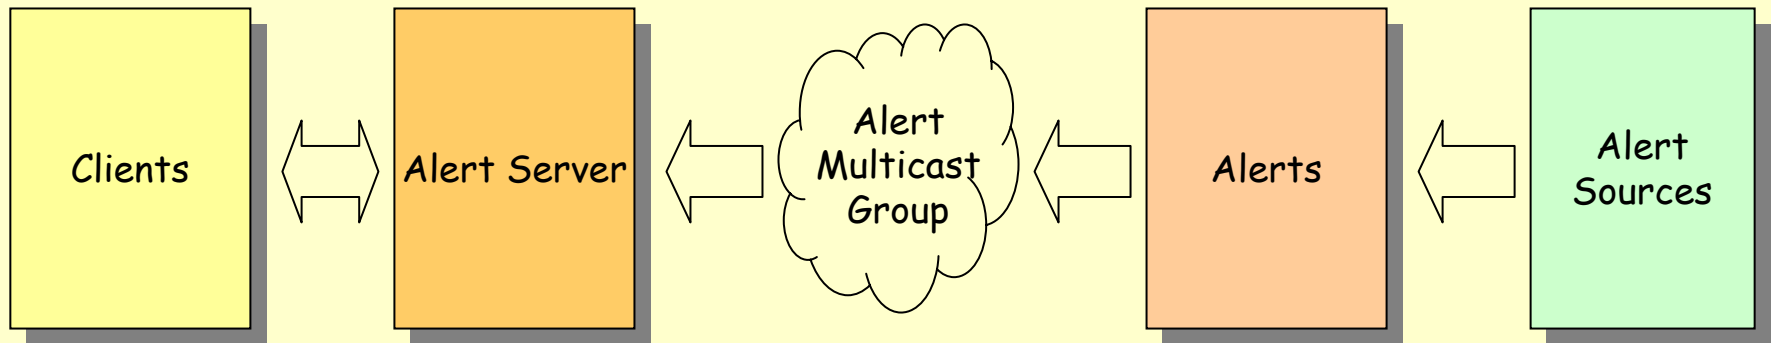 Clients
Alert Server
Alert
Multicast
Group
Alerts
Alert
Sources